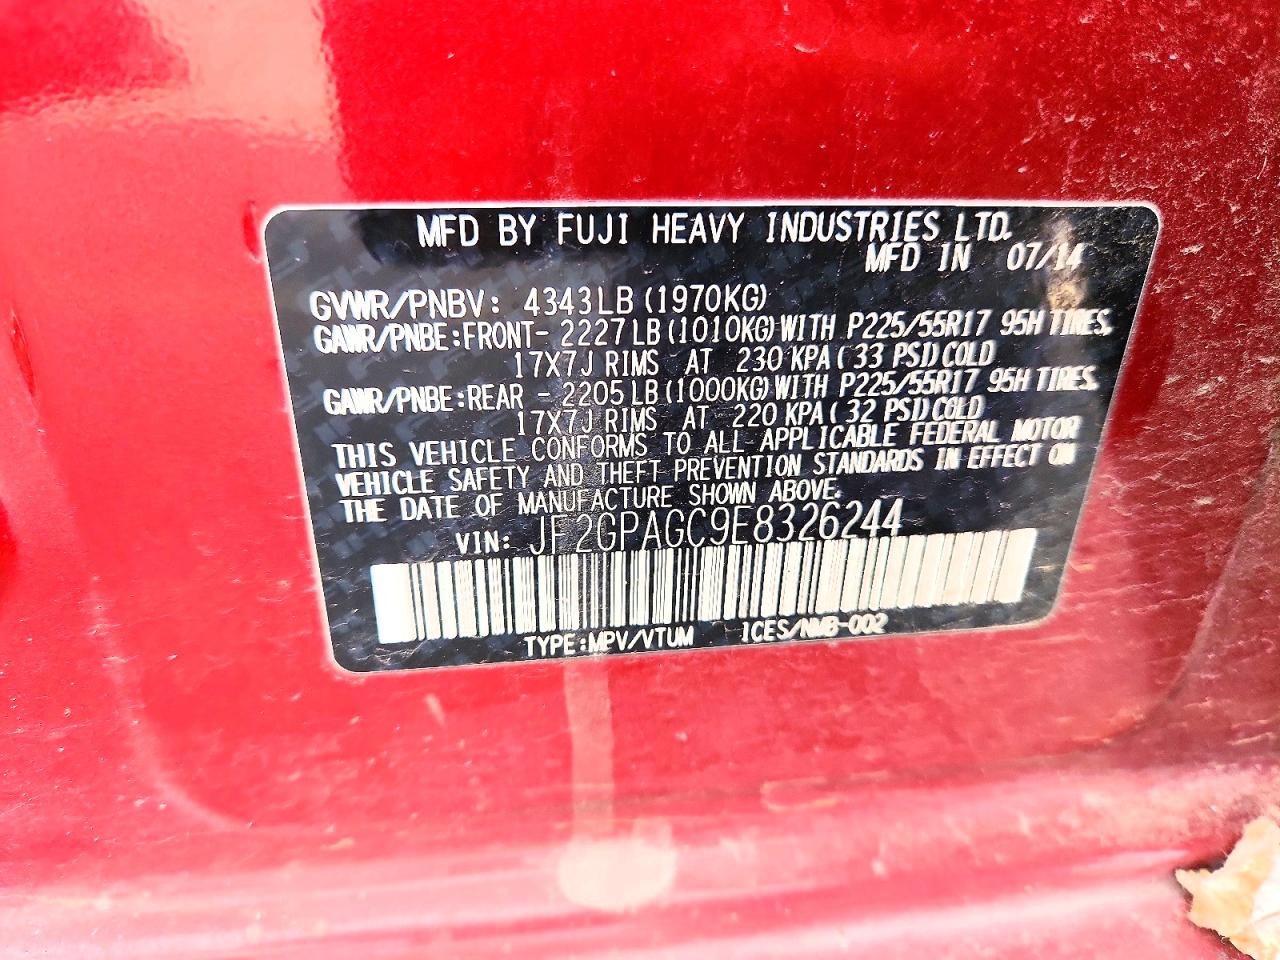 MFD BY FUJI HEAVY INDUSTRIES LTD.
MFD IN 07/14
GVWR/PNBV: 4343LB (1970KG)
GAWR/PNBE:FRONT- 2227LB (1010KG) WITH P225/55R17 95H TIRES.
17X7J RIMS AT 230 KPA ( 33 PSI) COLD
GAWR/PNBE:REAR - 2205LB (1000KG) WITH P225/55R17 95H TIRES.
17X7J RIMS AT 220 KPA ( 32 PSI) COLD
THIS VEHICLE CONFORMS TO ALL APPLICABLE FEDERAL MOTOR
VEHICLE SAFETY AND THEFT PREVENTION STANDARDS IN EFFECT ON
THE DATE OF MANUFACTURE SHOWN ABOVE.
VIN: JF2GPAGC9E8326244
TYPE:MPV/VTUM ICES/NMB-002